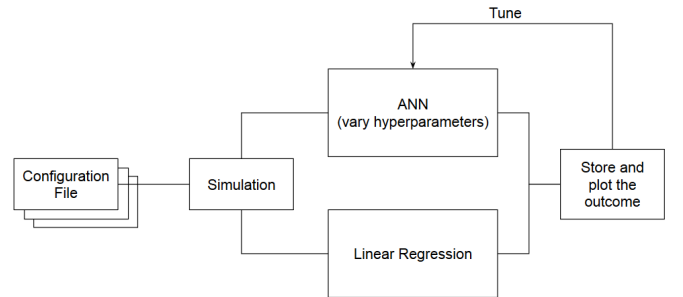 Tune
ANN
(vary hyperparameters)
Configuration
File
Simulation
Store and
plot the
outcome
Linear Regression